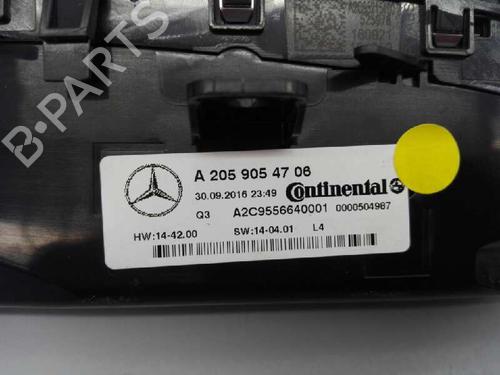 B-PARTS
160921
A 205 905 47 06
30.09.2016 23:49 Continental
Q3 A2C9556640001 0000504987
HW:14-42.00 SW:14-04.01 L4